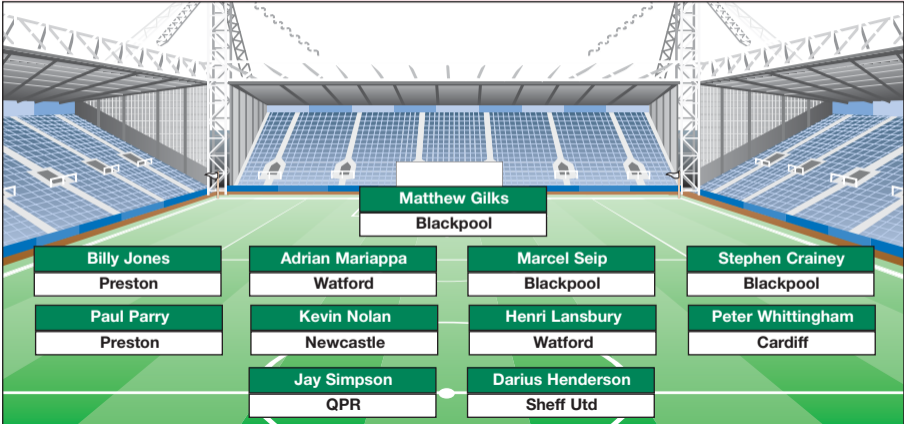 Matthew Gilks
Blackpool
Billy Jones
Preston
Adrian Mariappa
Watford
Marcel Seip
Blackpool
Stephen Crainey
Blackpool
Paul Parry
Preston
Kevin Nolan
Newcastle
Henri Lansbury
Watford
Peter Whittingham
Cardiff
Jay Simpson
QPR
Darius Henderson
Sheff Utd